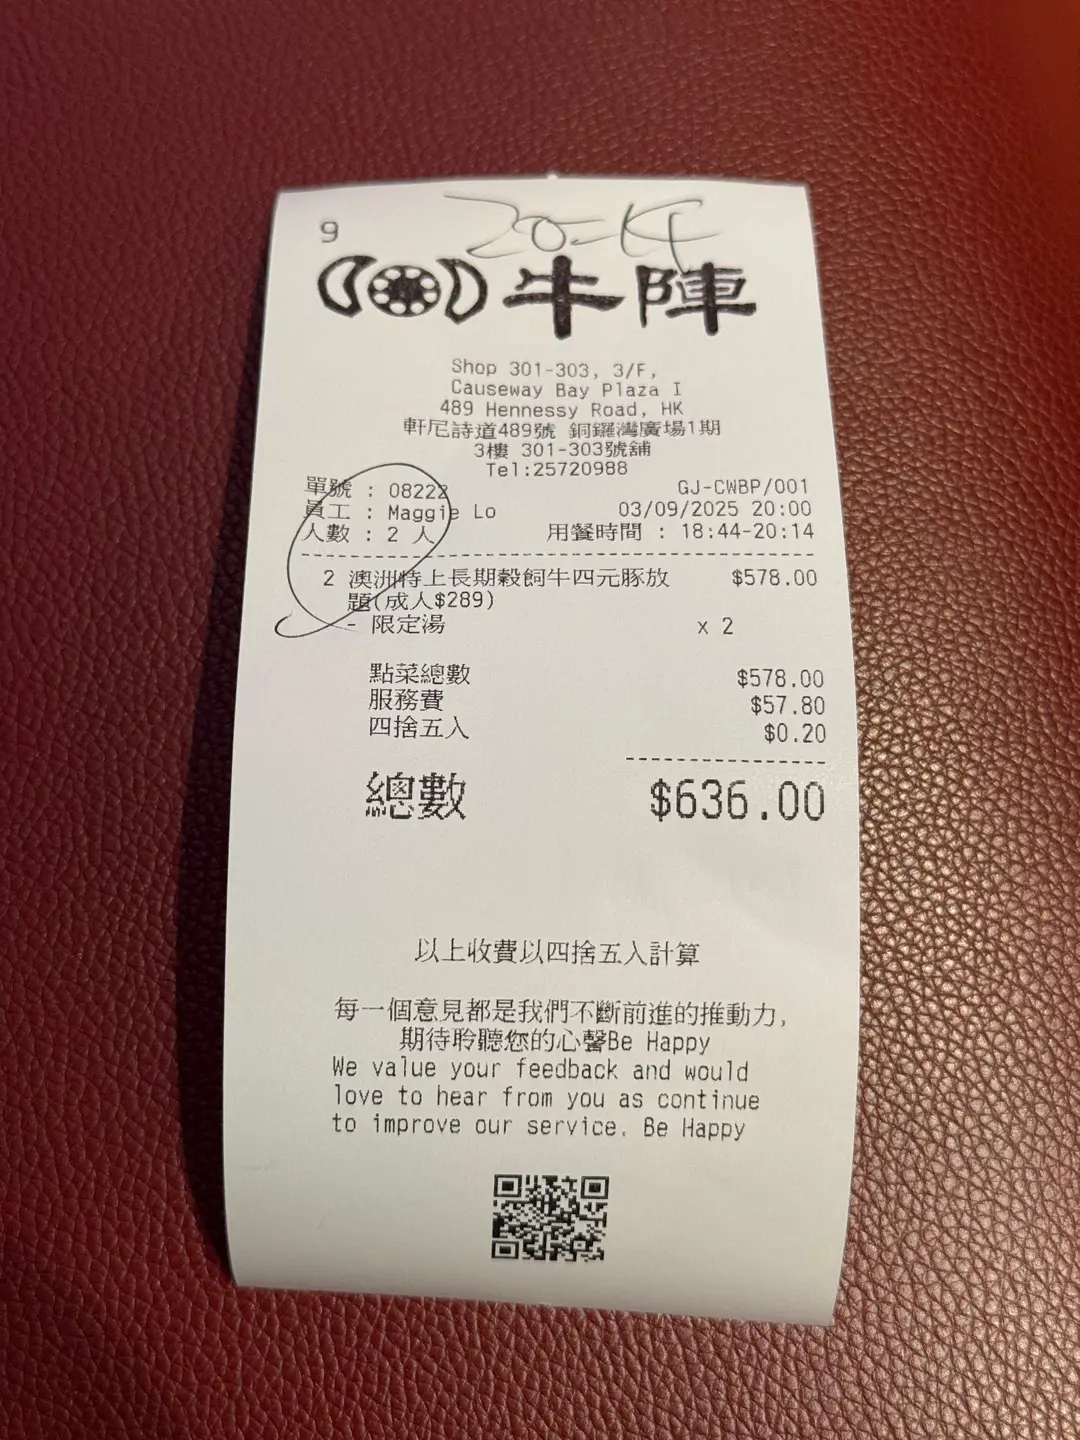 20-14
9
牛陣
Shop 301-303, 3/F,
Causeway Bay Plaza I
489 Hennessy Road, HK
軒尼詩道489號 銅鑼灣廣場1期
3樓 301-303號舖
Tel:25720988
單號 : 08222 GJ-CWBP/001
員工 : Maggie Lo 03/09/2025 20:00
人數 : 2 人 用餐時間 : 18:44-20:14
2 澳洲特上長期穀飼牛四元豚放 $578.00
題(成人$289)
- 限定湯 x 2
點菜總數 $578.00
服務費 $57.80
四捨五入 $0.20
總數 $636.00
以上收費以四捨五入計算
每一個意見都是我們不斷前進的推動力,
期待聆聽您的心聲Be Happy
We value your feedback and would
love to hear from you as continue
to improve our service. Be Happy